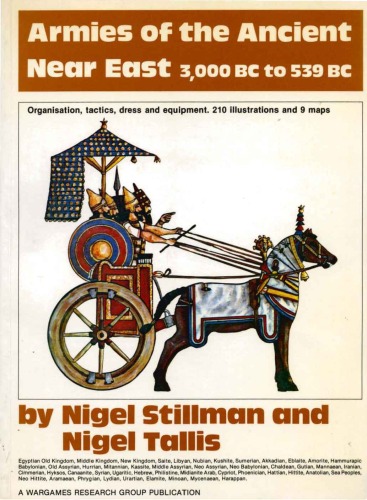 Armies of the Ancient
Near East 3,000 BC to 539 BC
Organisation, tactics, dress and equipment. 210 illustrations and 9 maps
by Nigel Stillman and
Nigel Tallis
Egyptian Old Kingdom, Middle Kingdom, New Kingdom, Saite, Libyan, Nubian, Kushite, Sumerian, Akkadian, Eblaite, Amorite, Hammurapic
Babylonian, Old Assyrian, Hurrian, Mitannian, Kassite, Middle Assyrian, Neo Assyrian, Neo Babylonian, Chaldean, Gutian, Mannaean, Iranian,
Cimmerian, Hyksos, Canaanite, Syrian, Ugaritic, Hebrew, Philistine, Midianite Arab, Cypriot, Phoenician, Hattian, Hittite, Anatolian, Sea Peoples,
Neo Hittite, Aramaean, Phrygian, Lydian, Urartian, Elamite, Minoan, Mycenaean, Harappan.
A WARGAMES RESEARCH GROUP PUBLICATION